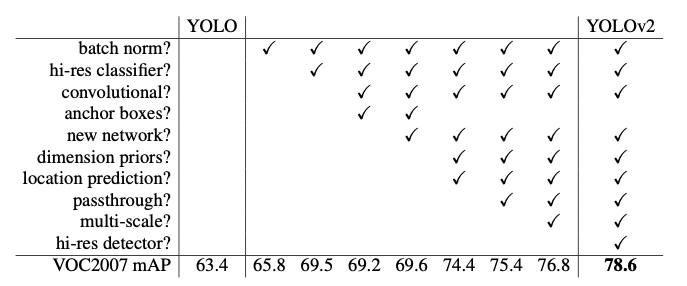 YOLO YOLOv2
batch norm? ✓ ✓ ✓ ✓ ✓ ✓ ✓ ✓
hi-res classifier? ✓ ✓ ✓ ✓ ✓ ✓ ✓
convolutional? ✓ ✓ ✓ ✓ ✓ ✓
anchor boxes? ✓ ✓
new network? ✓ ✓ ✓ ✓ ✓
dimension priors? ✓ ✓ ✓ ✓
location prediction? ✓ ✓ ✓ ✓
passthrough? ✓ ✓ ✓
multi-scale? ✓ ✓
hi-res detector? ✓
VOC2007 mAP 63.4 65.8 69.5 69.2 69.6 74.4 75.4 76.8 78.6